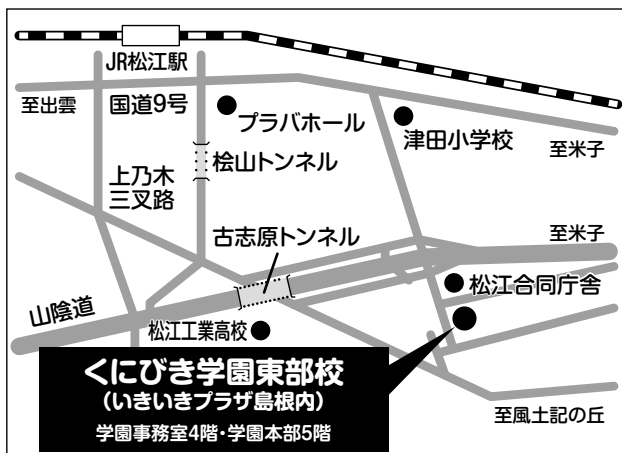 JR松江駅
至出雲
国道9号
プラバホール
津田小学校
至米子
桧山トンネル
上乃木
三叉路
古志原トンネル
至米子
山陰道
松江合同庁舎
松江工業高校
くにびき学園東部校
(いきいきプラザ島根内)
学園事務室4階・学園本部5階
至風土記の丘